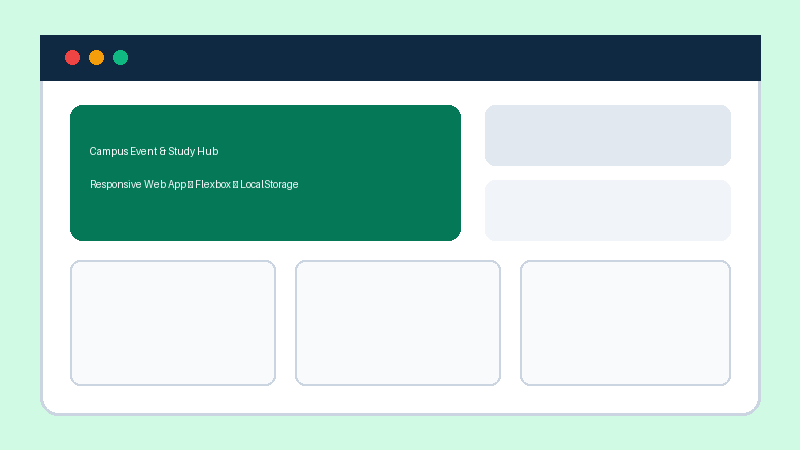 Campus Event & Study Hub
Responsive Web App ▯ Flexbox ▯ LocalStorage